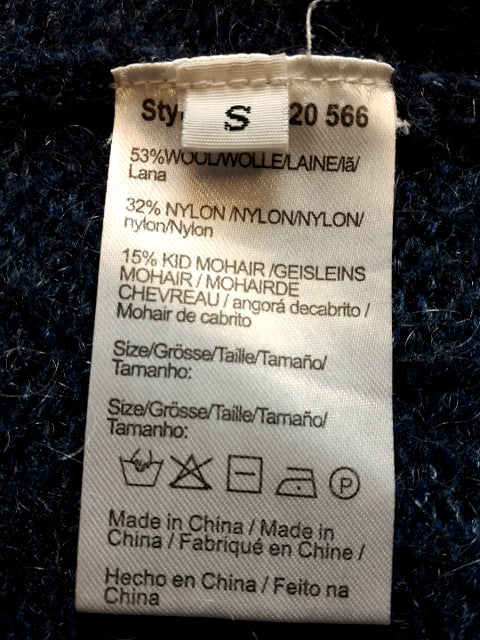 Sty
S
20 566
53%WOOL/WOLLE/LAINE/lã/
Lana
32% NYLON /NYLON/NYLON/
nylon/Nylon
15% KID MOHAIR /GEISLEINS
MOHAIR / MOHAIRDE
CHEVREAU / angorá decabrito /
Mohair de cabrito
Size/Grösse/Taille/Tamaño/
Tamanho:
Size/Grösse/Taille/Tamaño/
Tamanho:
P
Made in China / Made in
China / Fabriqué en Chine /
Hecho en China / Feito na
China